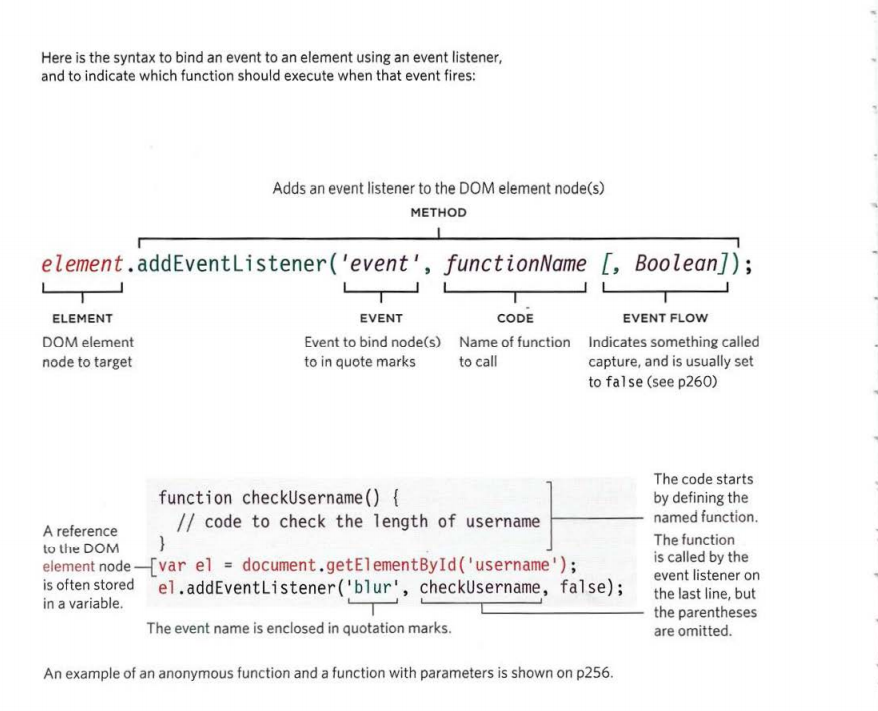 Here is the syntax to bind an event to an element using an event listener,
and to indicate which function should execute when that event fires:
Adds an event listener to the DOM element node(s)
METHOD
element.addEventListener('event', functionName [, Boolean]);
ELEMENT
DOM element
node to target
EVENT
Event to bind node(s)
to in quote marks
CODE
Name of function
to call
EVENT FLOW
Indicates something called
capture, and is usually set
to false (see p260)
A reference
to the DOM
element node
is often stored
in a variable.
function checkUsername() {
// code to check the length of username
}
var el = document.getElementById('username');
el.addEventListener('blur', checkUsername, false);
The event name is enclosed in quotation marks.
The code starts
by defining the
named function.
The function
is called by the
event listener on
the last line, but
the parentheses
are omitted.
An example of an anonymous function and a function with parameters is shown on p256.